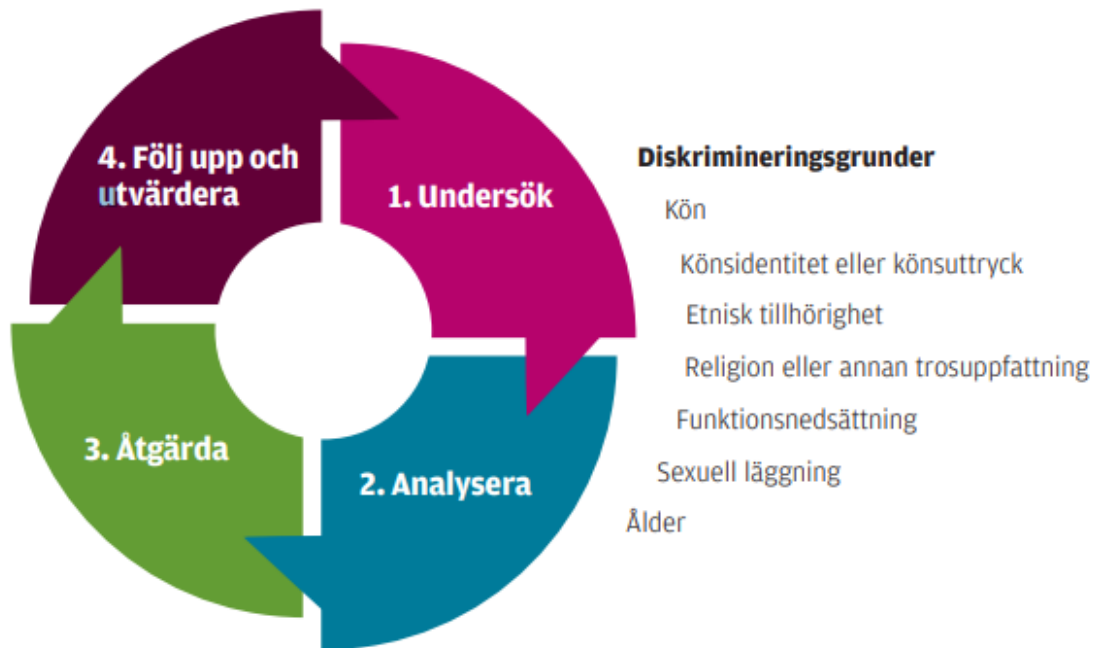 4. Följ upp och
utvärdera
1. Undersök
3. Åtgärda
2. Analysera
Diskrimineringsgrunder
Kön
Könsidentitet eller könsuttryck
Etnisk tillhörighet
Religion eller annan trosuppfattning
Funktionsnedsättning
Sexuell läggning
Ålder